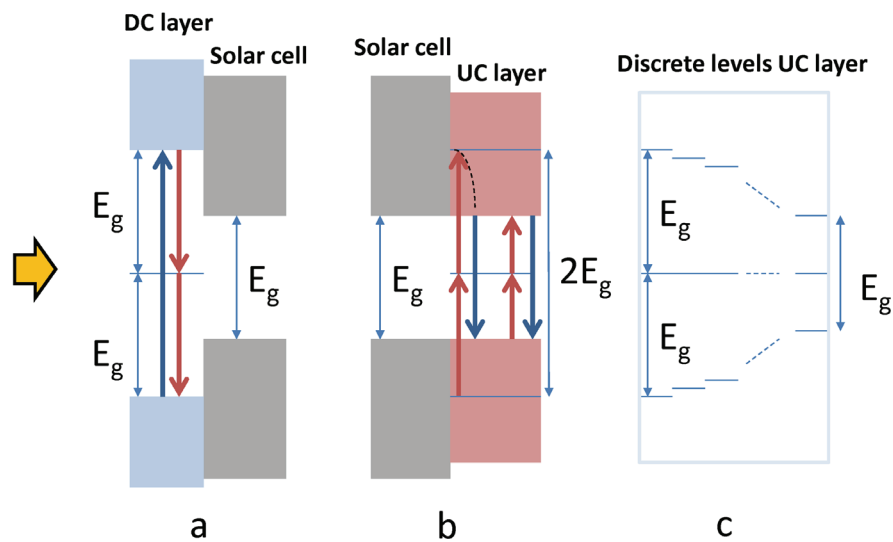 DC layer
Solar cell
E_g
E_g
E_g
a
Solar cell
UC layer
E_g
2E_g
b
Discrete levels UC layer
E_g
E_g
E_g
c